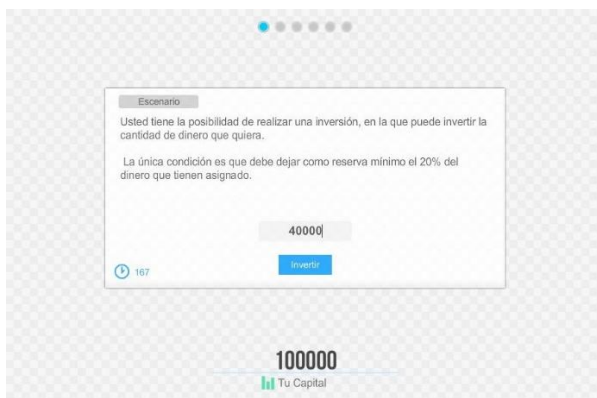 Escenario
Usted tiene la posibilidad de realizar una inversión, en la que puede invertir la
cantidad de dinero que quiera.
La única condición es que debe dejar como reserva mínimo el 20% del
dinero que tienen asignado.
40000
Invertir
167
100000
Tu Capital